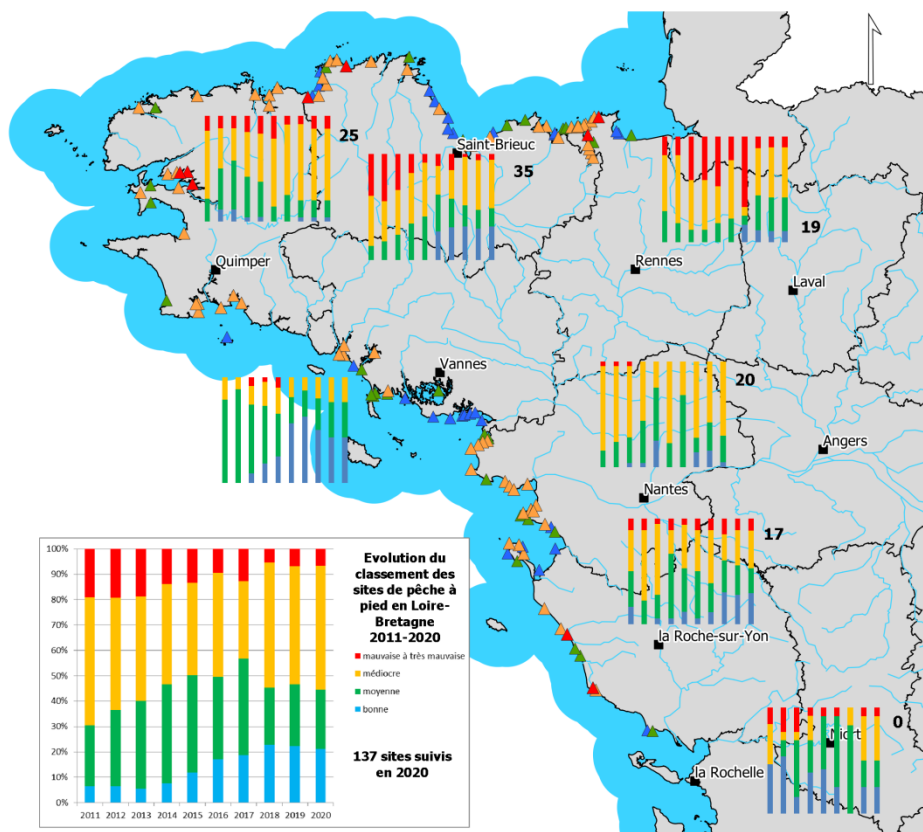 25
Saint-Brieuc
35
19
Quimper
Rennes
Laval
Vannes
20
Angers
Nantes
17
la Roche-sur-Yon
0
Niort
la Rochelle
100%
90%
80%
70%
60%
50%
40%
30%
20%
10%
0%
2011 2012 2013 2014 2015 2016 2017 2018 2019 2020
Evolution du
classement des
sites de pêche à
pied en Loire-
Bretagne
2011-2020
mauvaise à très mauvaise
médiocre
moyenne
bonne
137 sites suivis
en 2020